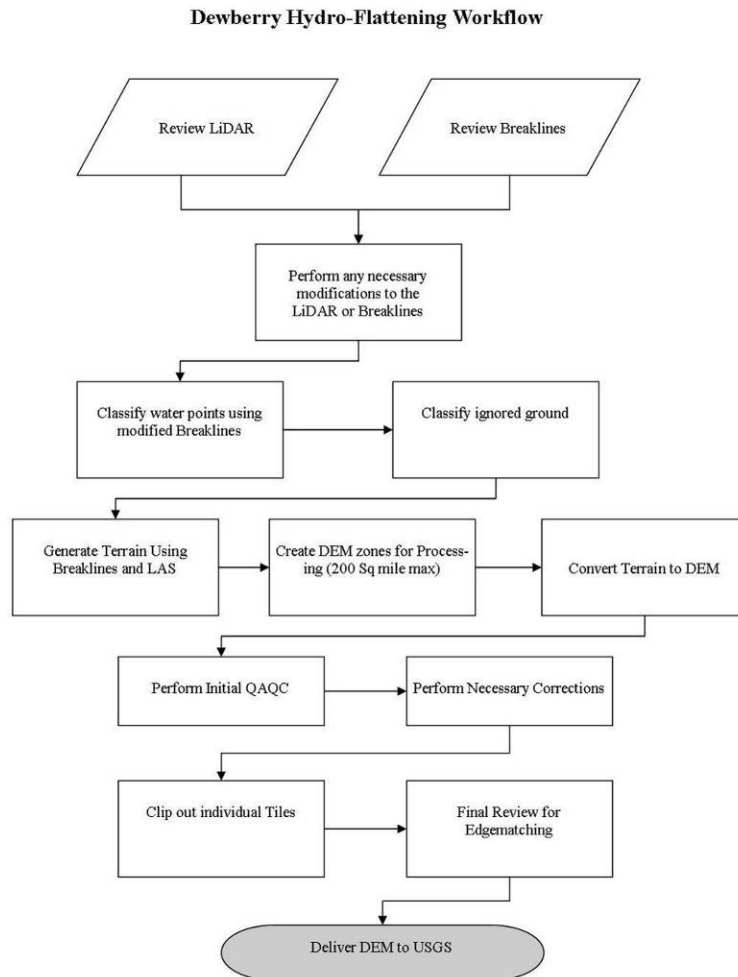 Dewberry Hydro-Flattening Workflow
Review LiDAR
Review Breaklines
Perform any necessary
modifications to the
LiDAR or Breaklines
Classify water points using
modified Breaklines
Classify ignored ground
Generate Terrain Using
Breaklines and LAS
Create DEM zones for Process-
ing (200 Sq mile max)
Convert Terrain to DEM
Perform Initial QAQC
Perform Necessary Corrections
Clip out individual Tiles
Final Review for
Edgematching
Deliver DEM to USGS